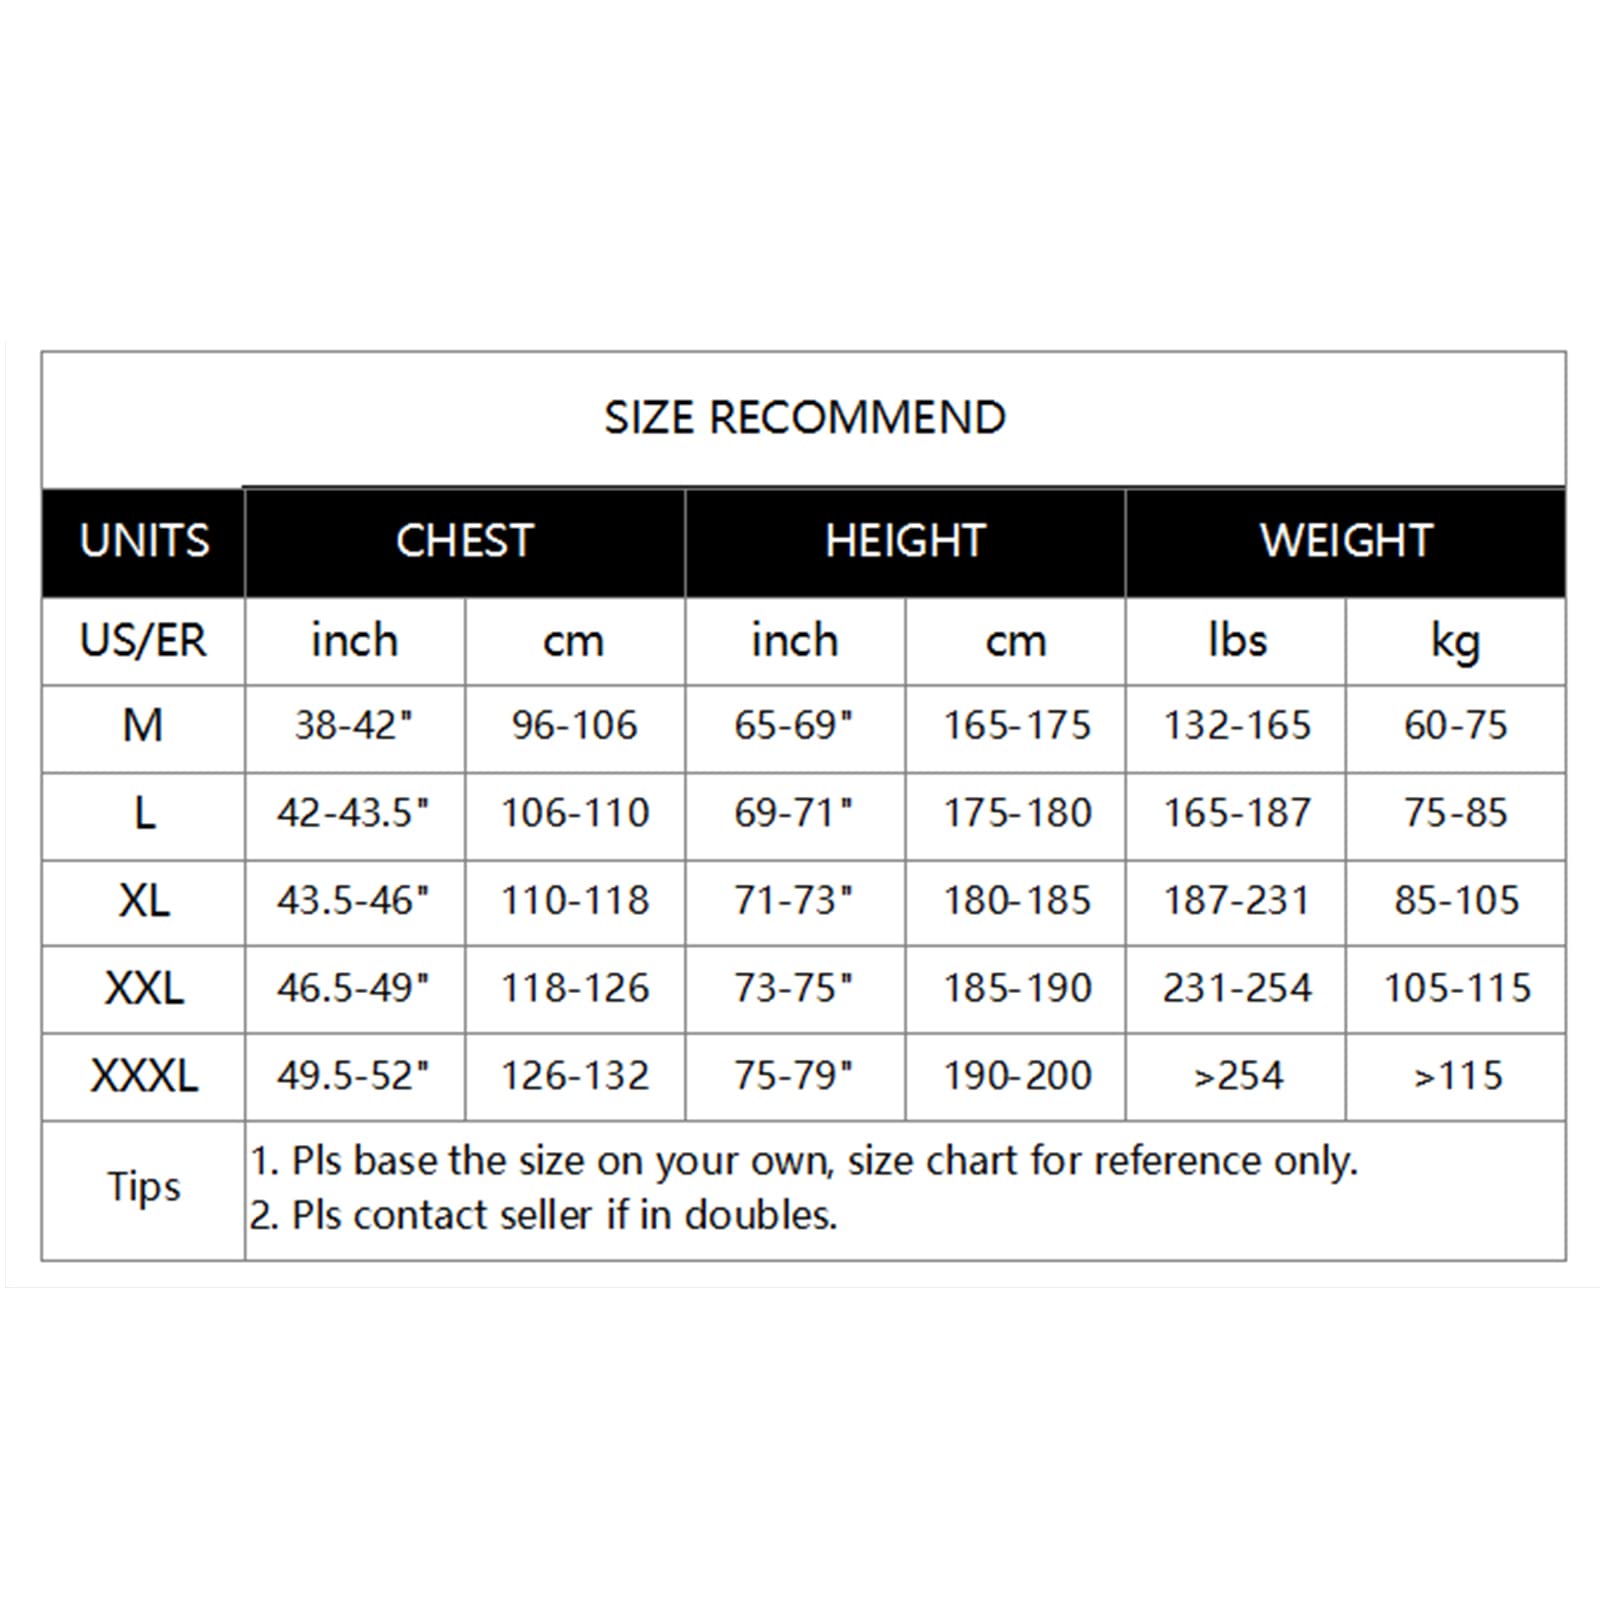 SIZE RECOMMEND
UNITS CHEST HEIGHT WEIGHT
US/ER inch cm inch cm lbs kg
M 38-42" 96-106 65-69" 165-175 132-165 60-75
L 42-43.5" 106-110 69-71" 175-180 165-187 75-85
XL 43.5-46" 110-118 71-73" 180-185 187-231 85-105
XXL 46.5-49" 118-126 73-75" 185-190 231-254 105-115
XXXL 49.5-52" 126-132 75-79" 190-200 >254 >115
Tips
1. Pls base the size on your own, size chart for reference only.
2. Pls contact seller if in doubles.